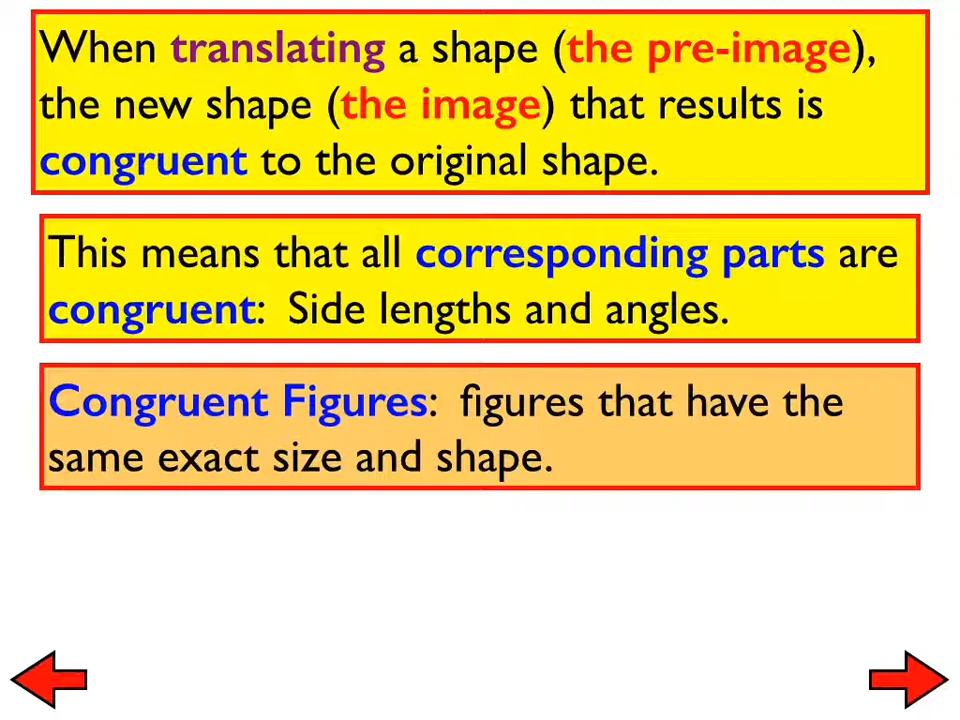 When translating a shape (the pre-image),
the new shape (the image) that results is
congruent to the original shape.
This means that all corresponding parts are
congruent:  Side lengths and angles.
Congruent Figures:  figures that have the
same exact size and shape.